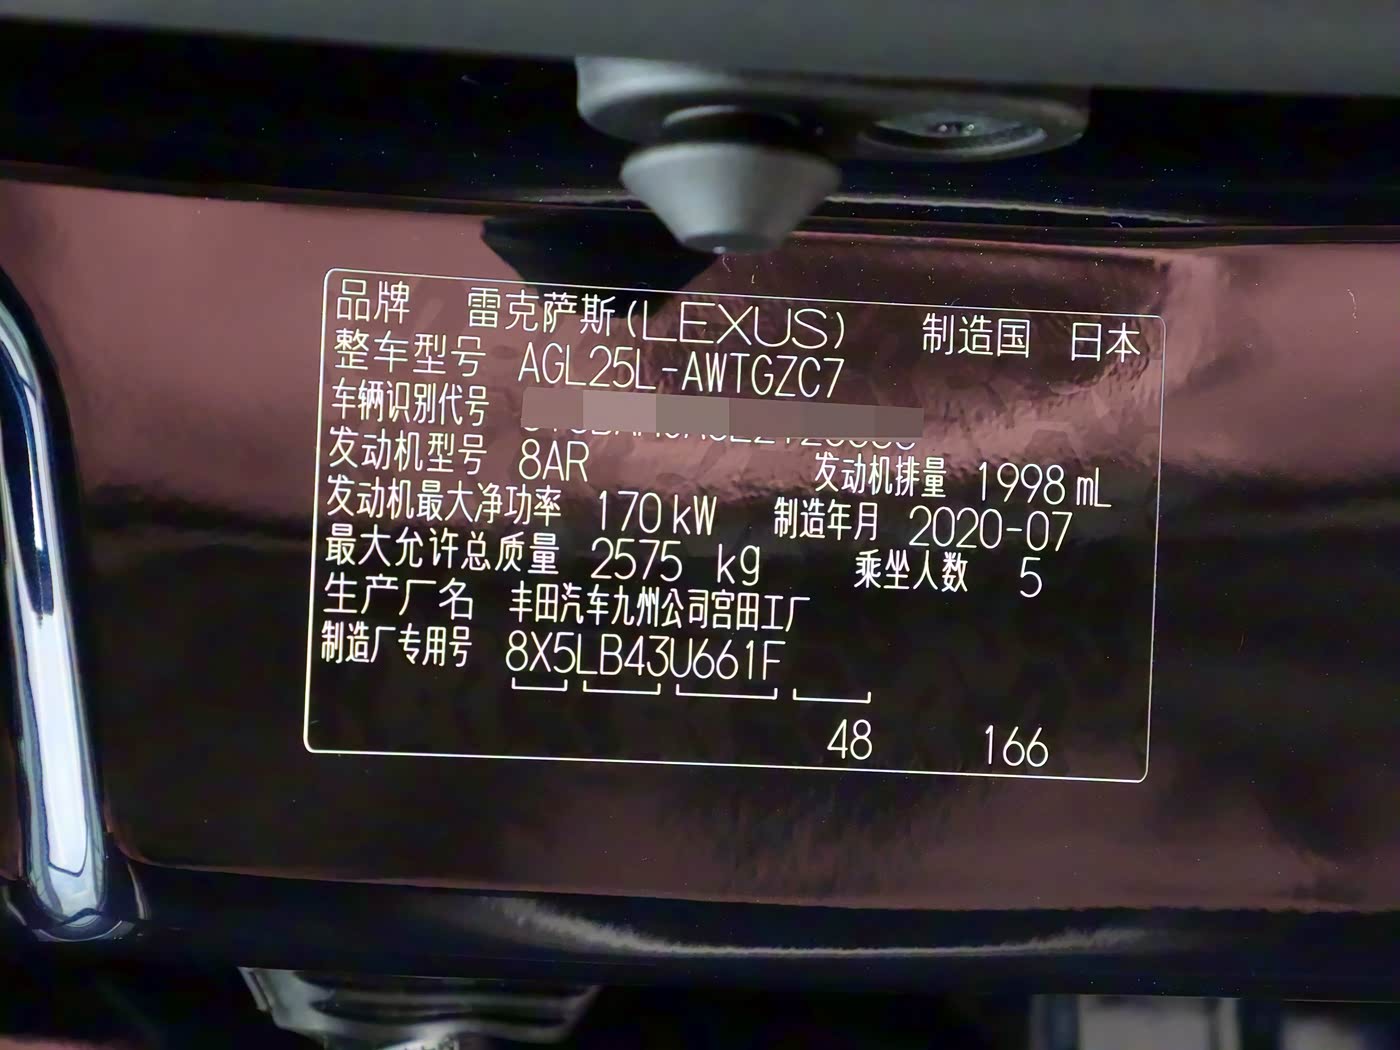 品牌 雷克萨斯(LEXUS) 制造国 日本
整车型号 AGL25L-AWTGZC7
车辆识别代号
发动机型号 8AR 发动机排量 1998 mL
发动机最大净功率 170 kW 制造年月 2020-07
最大允许总质量 2575 kg 乘坐人数 5
生产厂名 丰田汽车九州公司宫田工厂
制造厂专用号 8X5LB43U661F
48 166